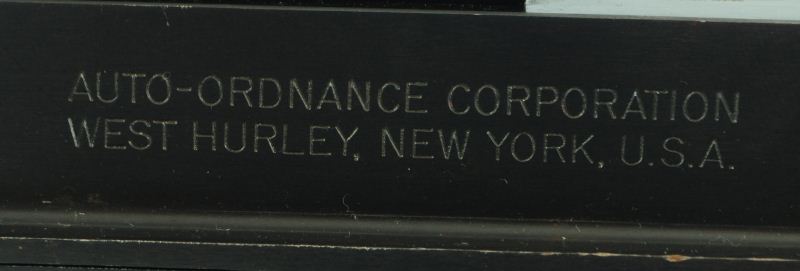 AUTO-ORDNANCE CORPORATION
WEST HURLEY, NEW YORK, U.S.A.